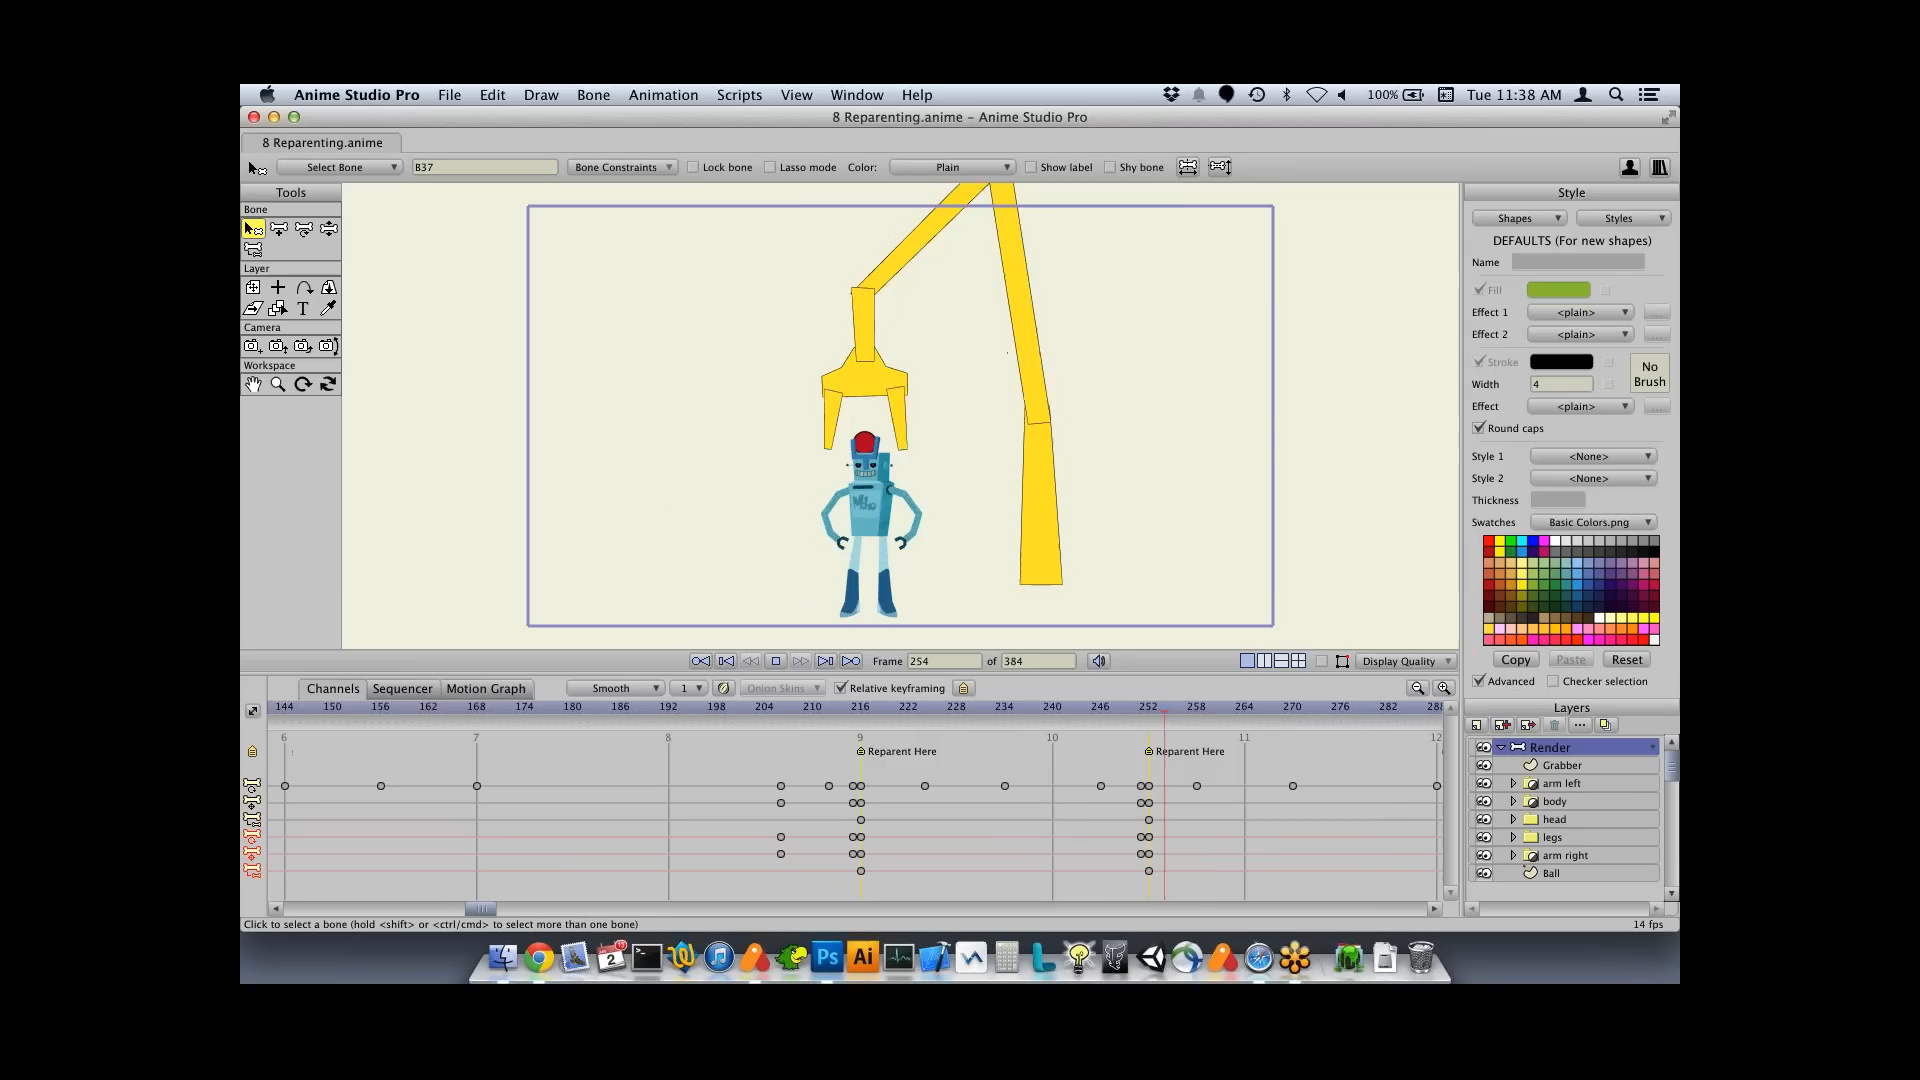 Anime Studio Pro File Edit Draw Bone Animation Scripts View Window Help 100% Tue 11:38 AM
8 Reparenting.anime – Anime Studio Pro
8 Reparenting.anime
Select Bone B37 Bone Constraints Lock bone Lasso mode Color: Plain Show label Shy bone
Tools
Bone
Layer
T
Camera
Workspace
Style
Shapes Styles
DEFAULTS (For new shapes)
Name
Fill
Effect 1 <plain> ...
Effect 2 <plain> ...
Stroke
Width 4
No
Brush
Effect <plain> ...
Round caps
Style 1 <None>
Style 2 <None>
Thickness
Swatches Basic Colors.png
Copy Paste Reset
Advanced Checker selection
Frame 254 of 384 Display Quality
Channels Sequencer Motion Graph Smooth 1 Onion Skins Relative keyframing
144 150 156 162 168 174 180 186 192 198 204 210 216 222 228 234 240 246 252 258 264 270 276 282 288
6 7 8 9 10 11 12
Reparent Here Reparent Here
Layers
Render
Grabber
arm left
body
head
legs
arm right
Ball
Click to select a bone (hold <shift> or <ctrl/cmd> to select more than one bone) 14 fps
2 Ps Ai